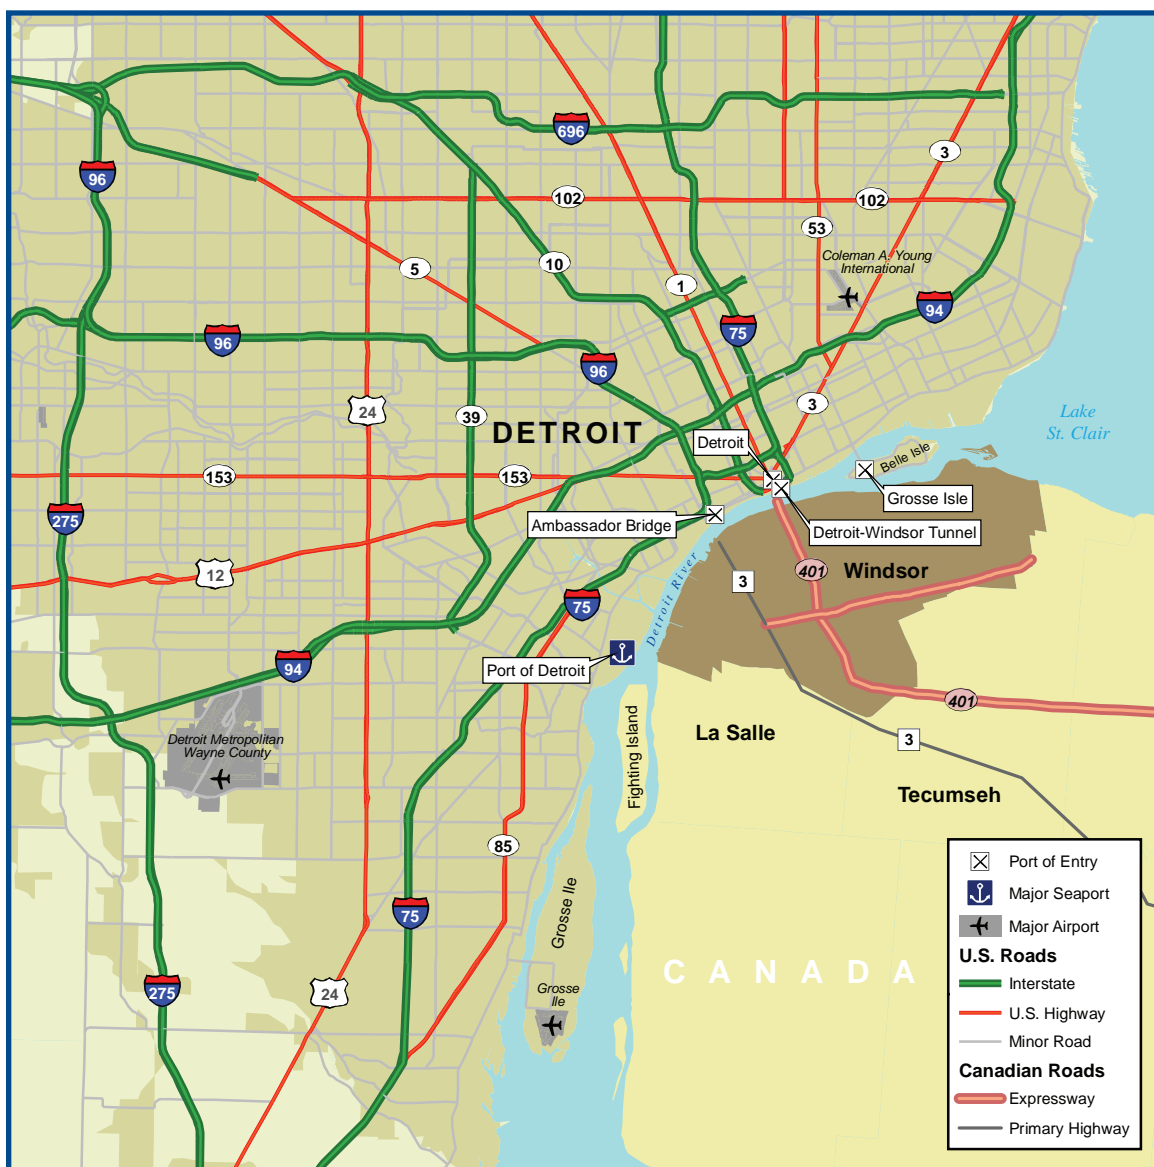 696
96
3
102
102
53
Coleman A. Young
International
10
5
1
94
75
96
96
24
39
3
Lake
St. Clair
DETROIT
Detroit
Belle Isle
153
153
Grosse Isle
275
Ambassador Bridge
Detroit-Windsor Tunnel
12
401
Windsor
3
75
Detroit River
94
Port of Detroit
401
Detroit Metropolitan
Wayne County
La Salle
3
Fighting Island
Tecumseh
85
75
Grosse Ile
CANADA
24
275
Grosse
Ile
Port of Entry
Major Seaport
Major Airport
U.S. Roads
Interstate
U.S. Highway
Minor Road
Canadian Roads
Expressway
Primary Highway